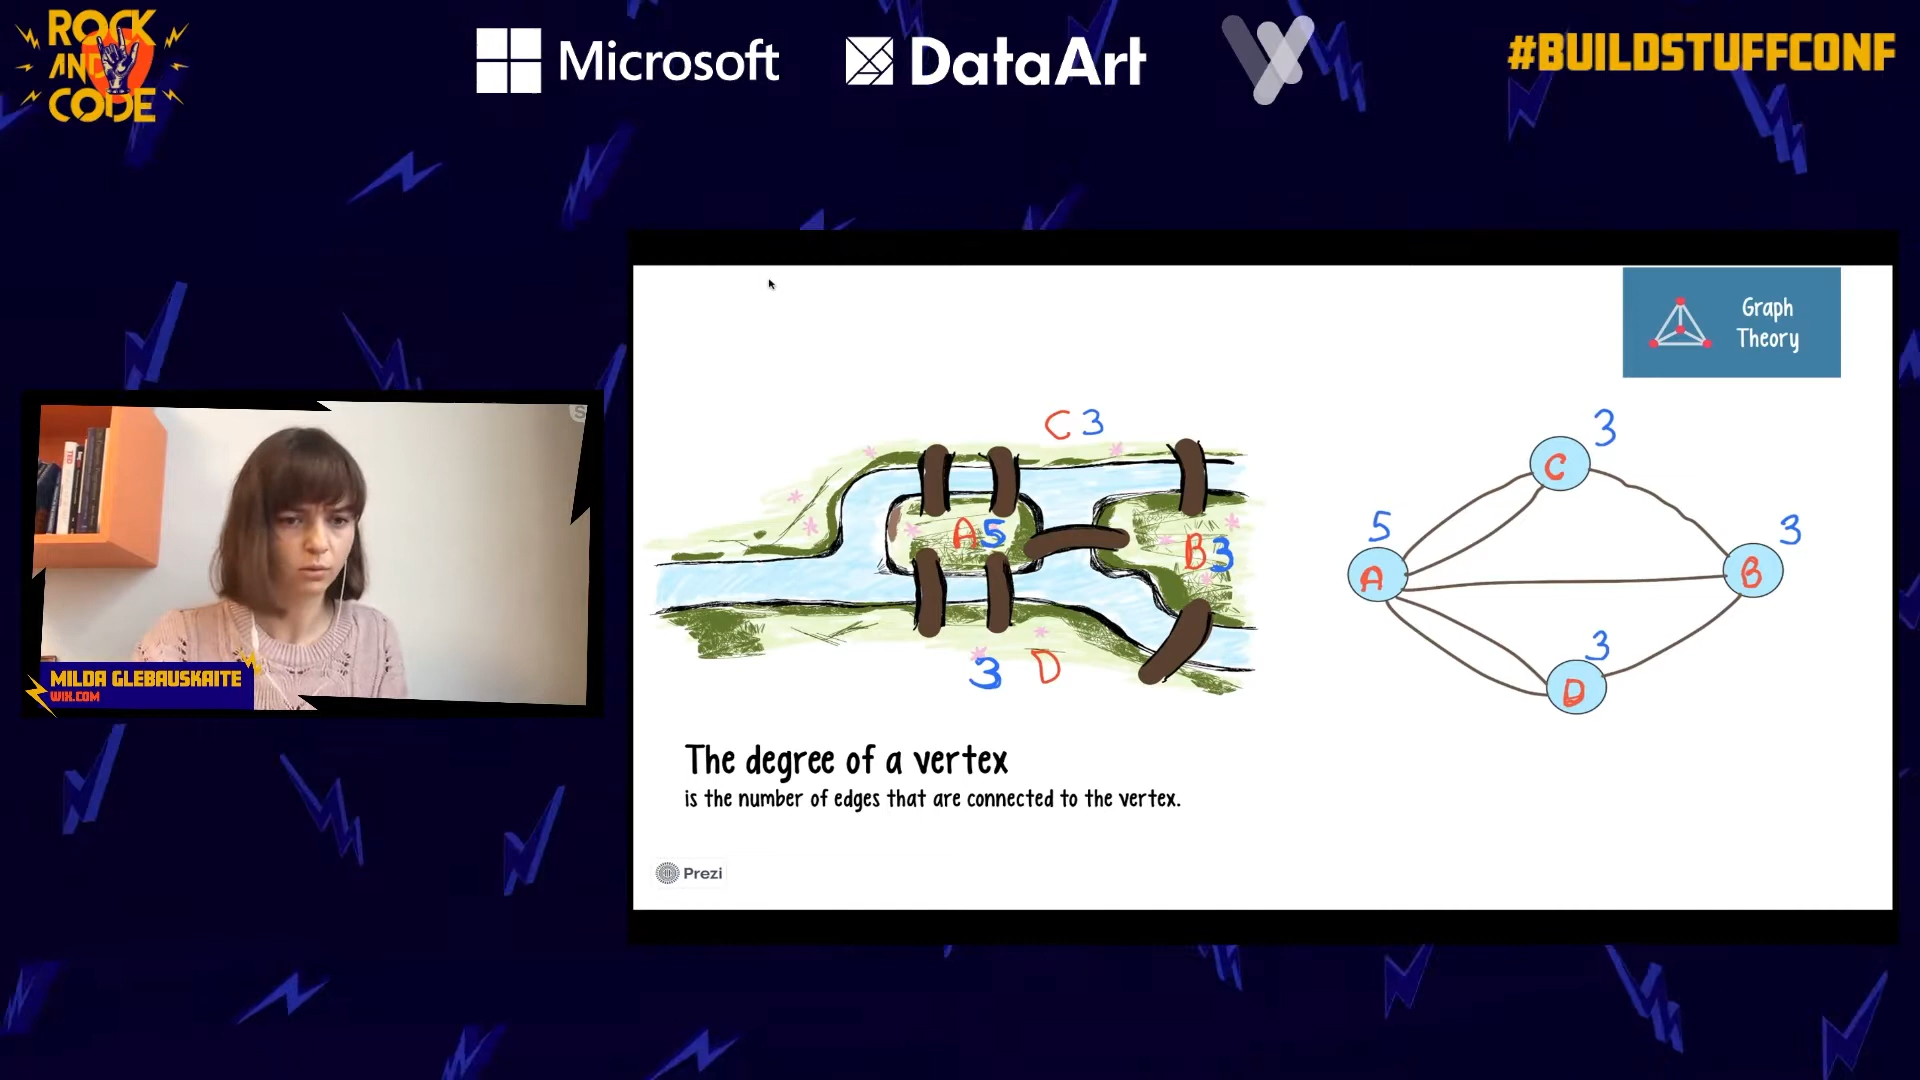 ROCK
AND
CODE
Microsoft
DataArt
#BUILDSTUFFCONF
Graph
Theory
C 3
A 5
B 3
3 D
3
C
5
A
3
B
3
D
S
TED
MILDA GLEBAUSKAITE
WIX.COM
The degree of a vertex
is the number of edges that are connected to the vertex.
Prezi